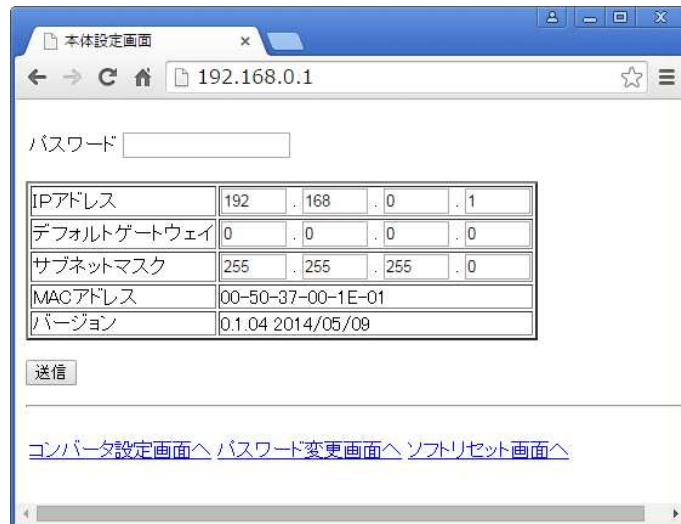 本体設定画面
192.168.0.1
パスワード
IPアドレス 192 . 168 . 0 . 1
デフォルトゲートウェイ 0 . 0 . 0 . 0
サブネットマスク 255 . 255 . 255 . 0
MACアドレス 00-50-37-00-1E-01
バージョン 0.1.04 2014/05/09
送信
コンバータ設定画面へ パスワード変更画面へ ソフトリセット画面へ